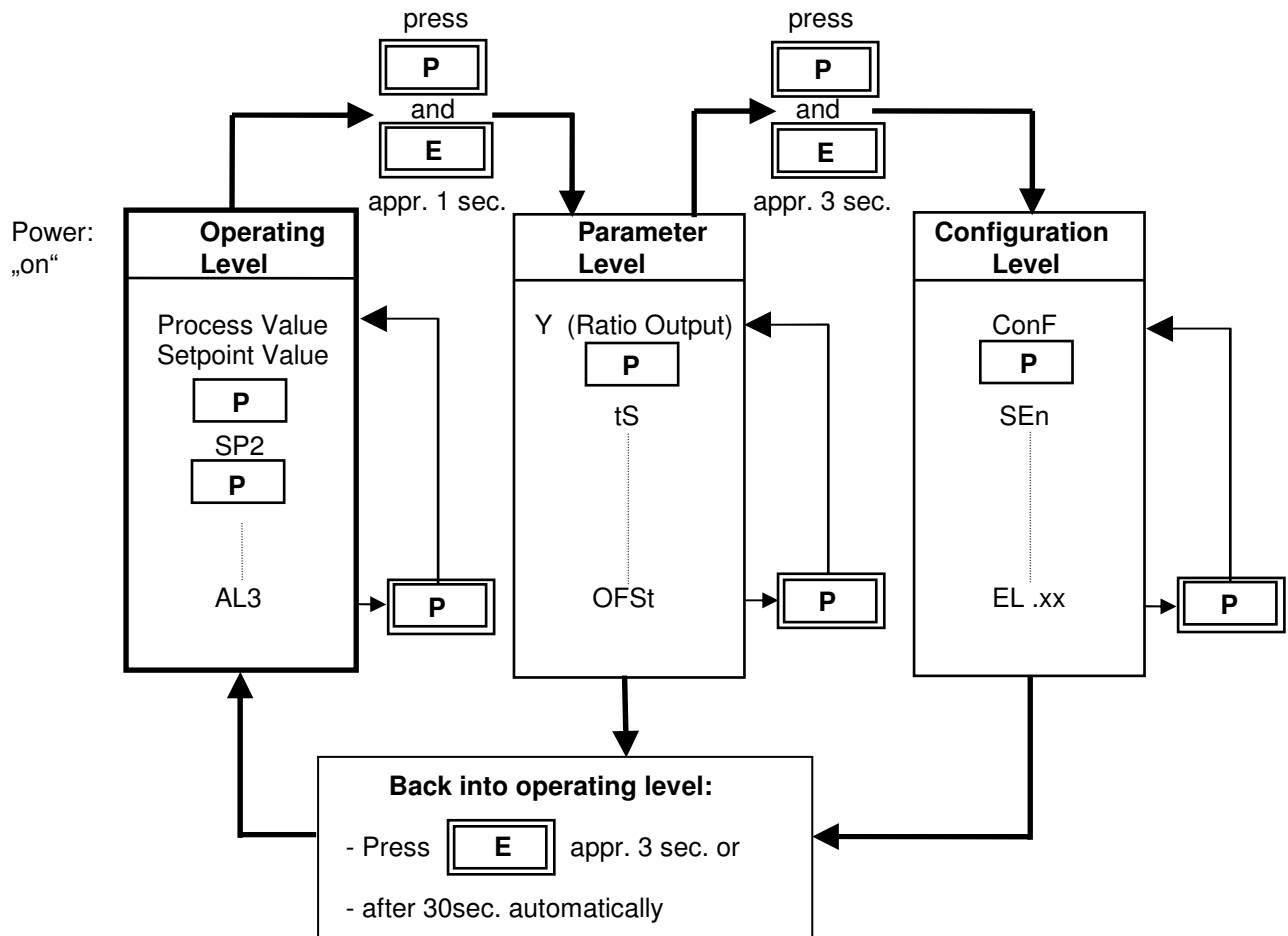 press
P
and
E
appr. 1 sec.
press
P
and
E
appr. 3 sec.
Power:
„on“
Operating
Level
Process Value
Setpoint Value
P
SP2
P
AL3
P
Parameter
Level
Y (Ratio Output)
P
tS
OFSt
P
Configuration
Level
ConF
P
SEn
EL .xx
P
Back into operating level:
- Press E appr. 3 sec. or
- after 30sec. automatically